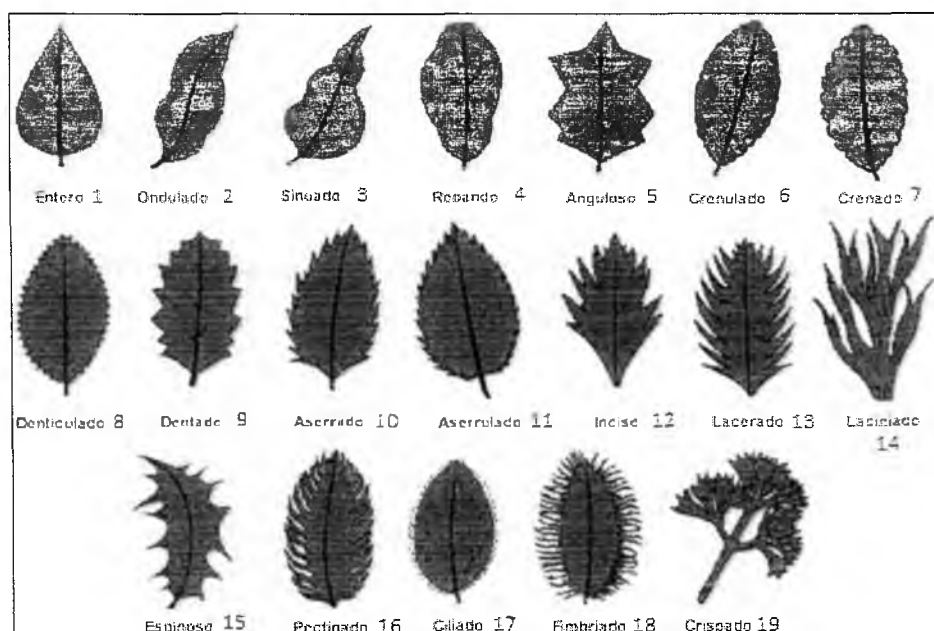 Entero 1 Ondulado 2 Sinuado 3 Repando 4 Anguloso 5 Crenulado 6 Crenado 7
Denticulado 8 Dentado 9 Aserrado 10 Aserrulado 11 Inciso 12 Lacerado 13 Laciniado
14
Espinoso 15 Pectinado 16 Ciliado 17 Fimbriado 18 Crispado 19